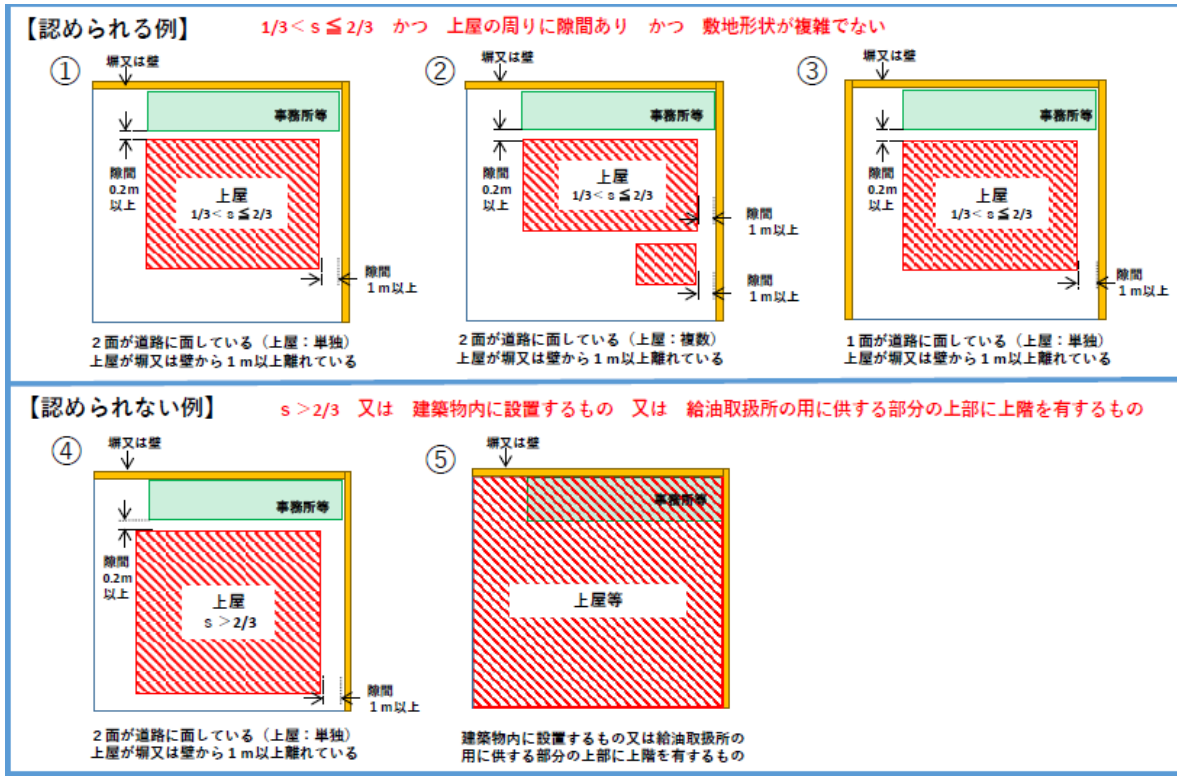 【認められる例】 1/3＜ｓ≦2/3 かつ 上屋の周りに隙間あり かつ 敷地形状が複雑でない
①
塀又は壁
事務所等
隙間
0.2m
以上
上屋
1/3＜ｓ≦2/3
隙間
１ｍ以上
２面が道路に面している（上屋：単独）
上屋が塀又は壁から１ｍ以上離れている
②
塀又は壁
事務所等
隙間
0.2m
以上
上屋
1/3＜ｓ≦2/3
隙間
１ｍ以上
隙間
１ｍ以上
２面が道路に面している（上屋：複数）
上屋が塀又は壁から１ｍ以上離れている
③
塀又は壁
事務所等
隙間
0.2m
以上
上屋
1/3＜ｓ≦2/3
隙間
１ｍ以上
１面が道路に面している（上屋：単独）
上屋が塀又は壁から１ｍ以上離れている
【認められない例】 ｓ＞2/3 又は 建築物内に設置するもの 又は 給油取扱所の用に供する部分の上部に上階を有するもの
④
塀又は壁
事務所等
隙間
0.2m
以上
上屋
ｓ＞2/3
隙間
１ｍ以上
２面が道路に面している（上屋：単独）
上屋が塀又は壁から１ｍ以上離れている
⑤
塀又は壁
事務所等
上屋等
建築物内に設置するもの又は給油取扱所の
用に供する部分の上部に上階を有するもの